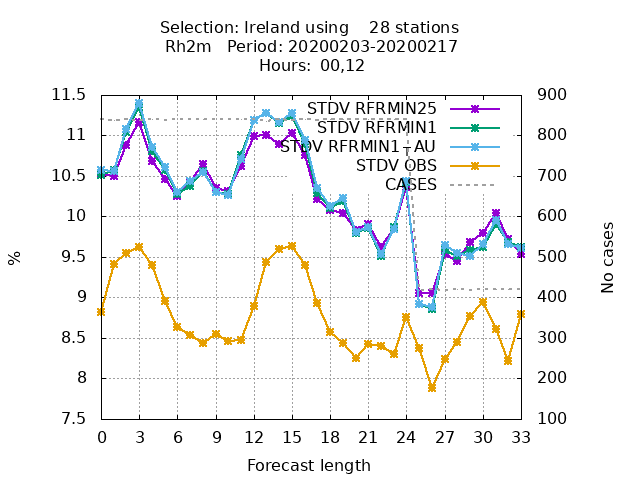 Selection: Ireland using    28 stations
Rh2m   Period: 20200203-20200217
Hours:  00,12
11.5
11
10.5
10
9.5
9
8.5
8
7.5
%
900
800
700
600
500
400
300
200
100
No cases
STDV RFRMIN25
STDV RFRMIN1
STDV RFRMIN1+AU
STDV OBS
CASES
0 3 6 9 12 15 18 21 24 27 30 33
Forecast length